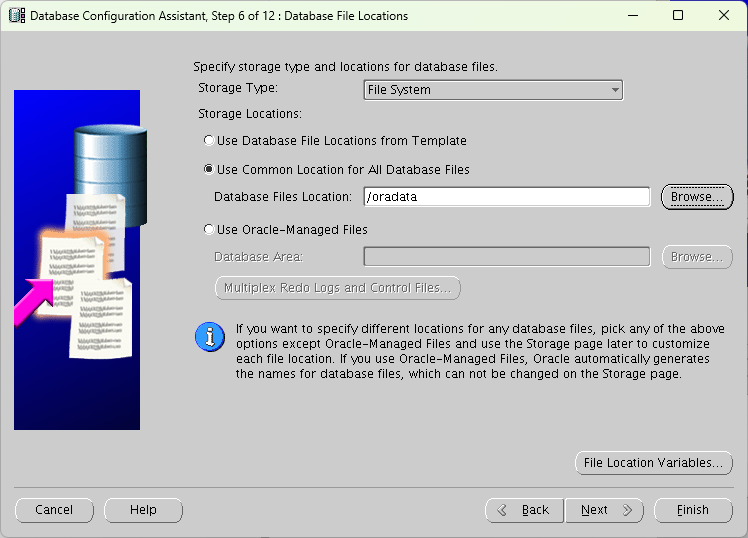 Database Configuration Assistant, Step 6 of 12 : Database File Locations
Specify storage type and locations for database files.
Storage Type:
File System
Storage Locations:
Use Database File Locations from Template
Use Common Location for All Database Files
Database Files Location:
/oradata
Browse...
Use Oracle-Managed Files
Database Area:
Browse...
Multiplex Redo Logs and Control Files...
If you want to specify different locations for any database files, pick any of the above
options except Oracle-Managed Files and use the Storage page later to customize
each file location. If you use Oracle-Managed Files, Oracle automatically generates
the names for database files, which can not be changed on the Storage page.
File Location Variables...
Cancel
Help
Back
Next
Finish